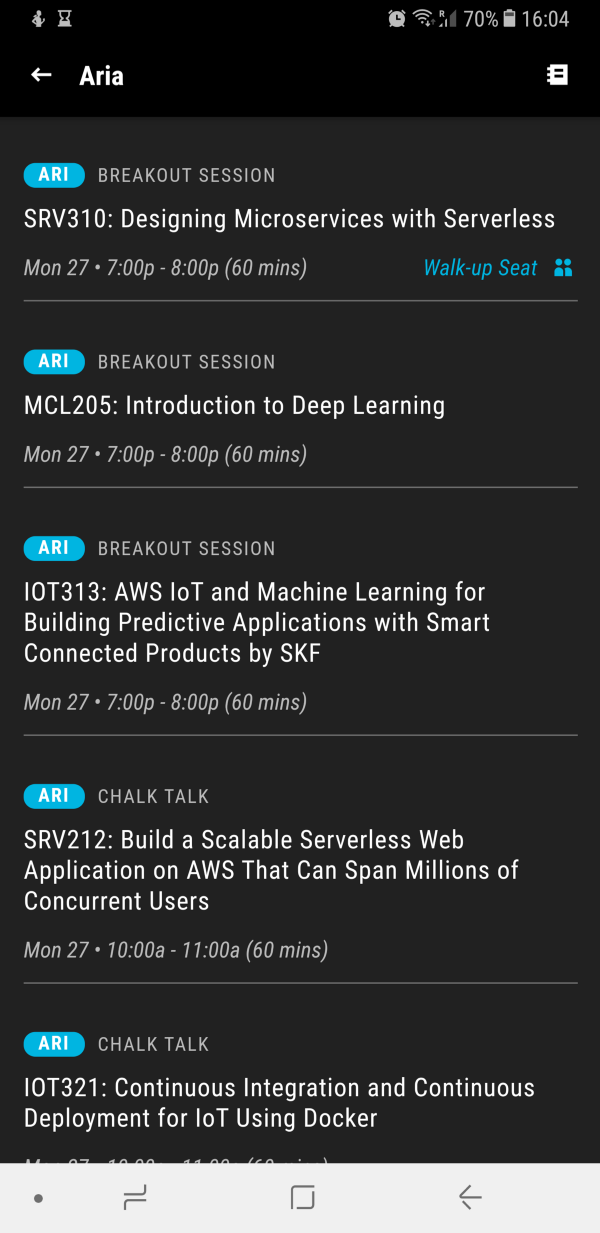 70% 16:04
Aria
ARI BREAKOUT SESSION
SRV310: Designing Microservices with Serverless
Mon 27 • 7:00p - 8:00p (60 mins) Walk-up Seat
ARI BREAKOUT SESSION
MCL205: Introduction to Deep Learning
Mon 27 • 7:00p - 8:00p (60 mins)
ARI BREAKOUT SESSION
IOT313: AWS IoT and Machine Learning for
Building Predictive Applications with Smart
Connected Products by SKF
Mon 27 • 7:00p - 8:00p (60 mins)
ARI CHALK TALK
SRV212: Build a Scalable Serverless Web
Application on AWS That Can Span Millions of
Concurrent Users
Mon 27 • 10:00a - 11:00a (60 mins)
ARI CHALK TALK
IOT321: Continuous Integration and Continuous
Deployment for IoT Using Docker